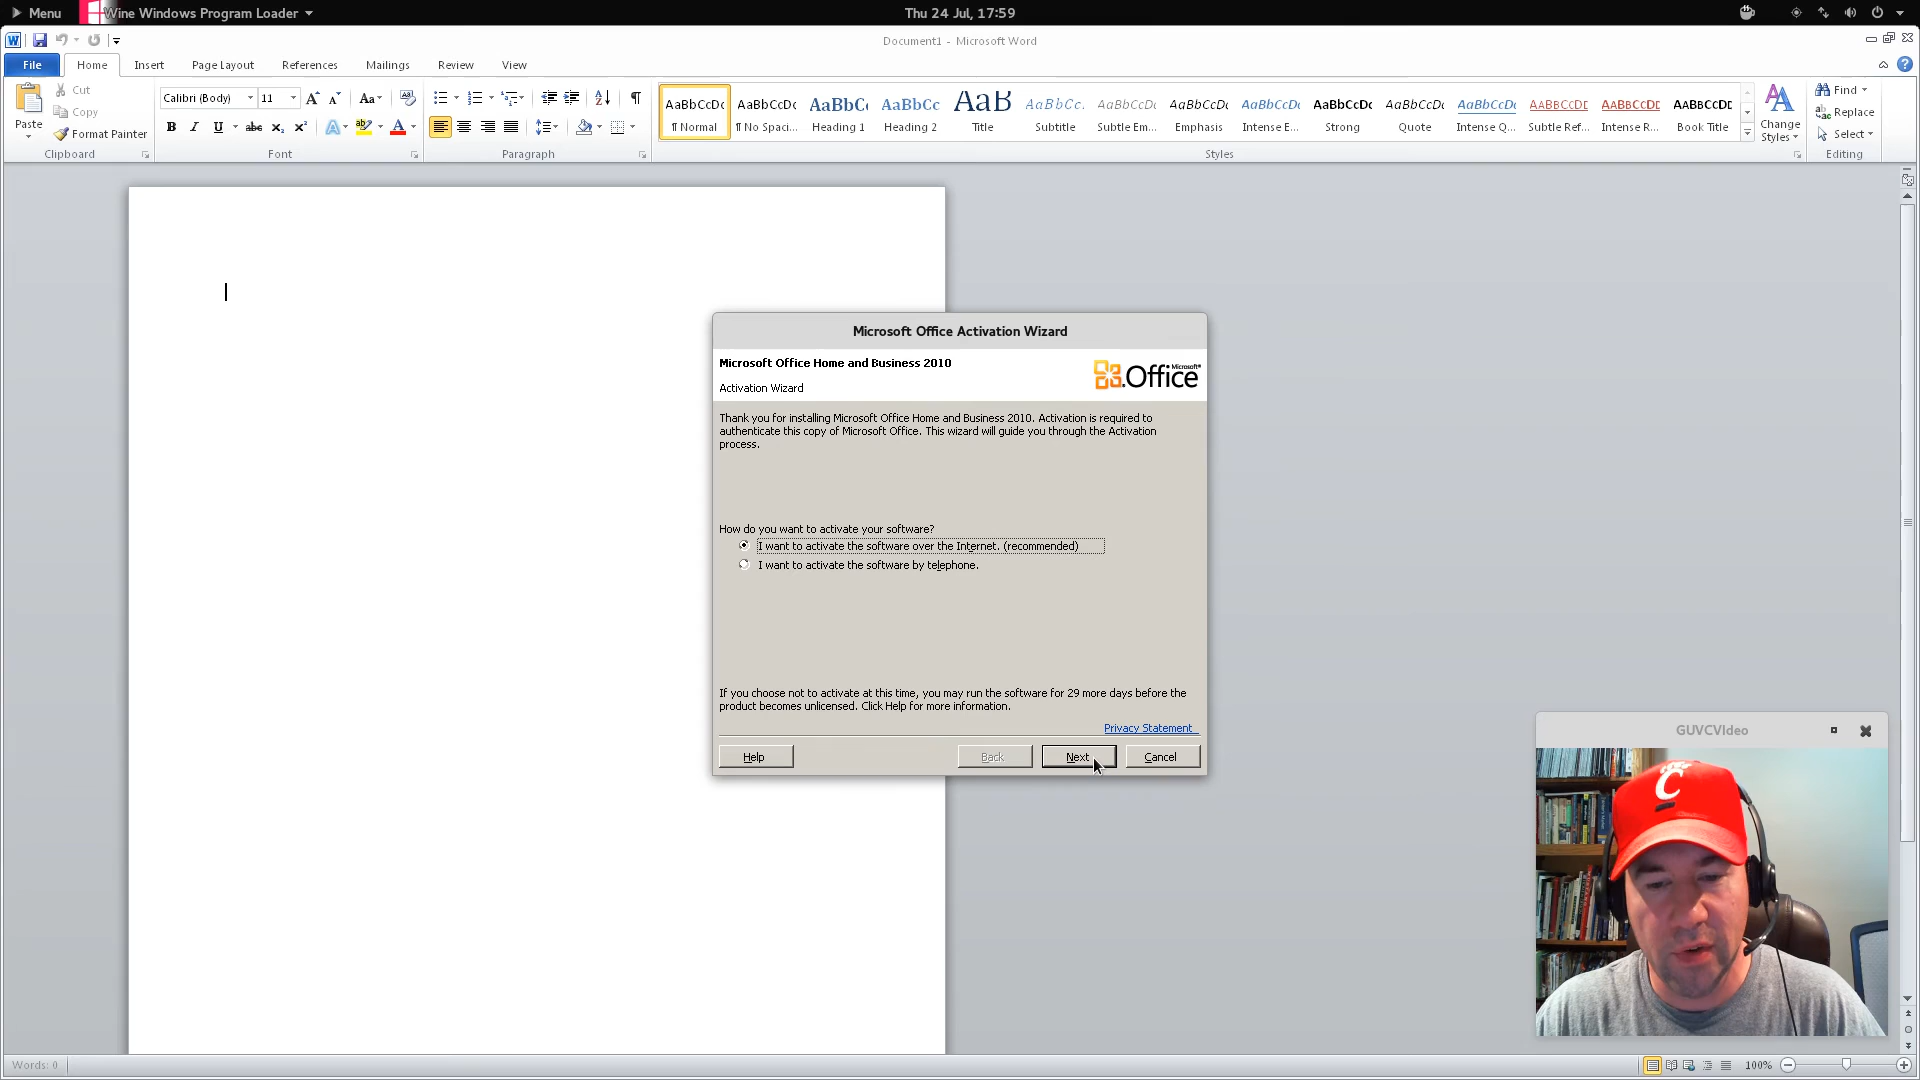 Menu Wine Windows Program Loader Thu 24 Jul, 17:59
Document1 - Microsoft Word
File Home Insert Page Layout References Mailings Review View
Paste Cut Copy Format Painter
Clipboard
Calibri (Body) 11 Aa
B I U abc x₂ x² A A
Font
Paragraph
AaBbCcDc AaBbCcDc AaBbC AaBbCc AaB AaBbCc. AaBbCcDc AaBbCcDc AaBbCcDc AaBbCcDc AaBbCcDc AaBbCcDc AABBCCDE AABBCCDE AABBCCDE
¶ Normal ¶ No Spaci... Heading 1 Heading 2 Title Subtitle Subtle Em... Emphasis Intense E... Strong Quote Intense Q... Subtle Ref... Intense R... Book Title
Styles
Change
Styles
Find
Replace
Select
Editing
Microsoft Office Activation Wizard
Microsoft Office Home and Business 2010
Activation Wizard
Microsoft®
Office
Thank you for installing Microsoft Office Home and Business 2010. Activation is required to
authenticate this copy of Microsoft Office. This wizard will guide you through the Activation
process.
How do you want to activate your software?
I want to activate the software over the Internet. (recommended)
I want to activate the software by telephone.
If you choose not to activate at this time, you may run the software for 29 more days before the
product becomes unlicensed. Click Help for more information.
Privacy Statement
Help Back Next Cancel
GUVCVideo
C
Words: 0 100%